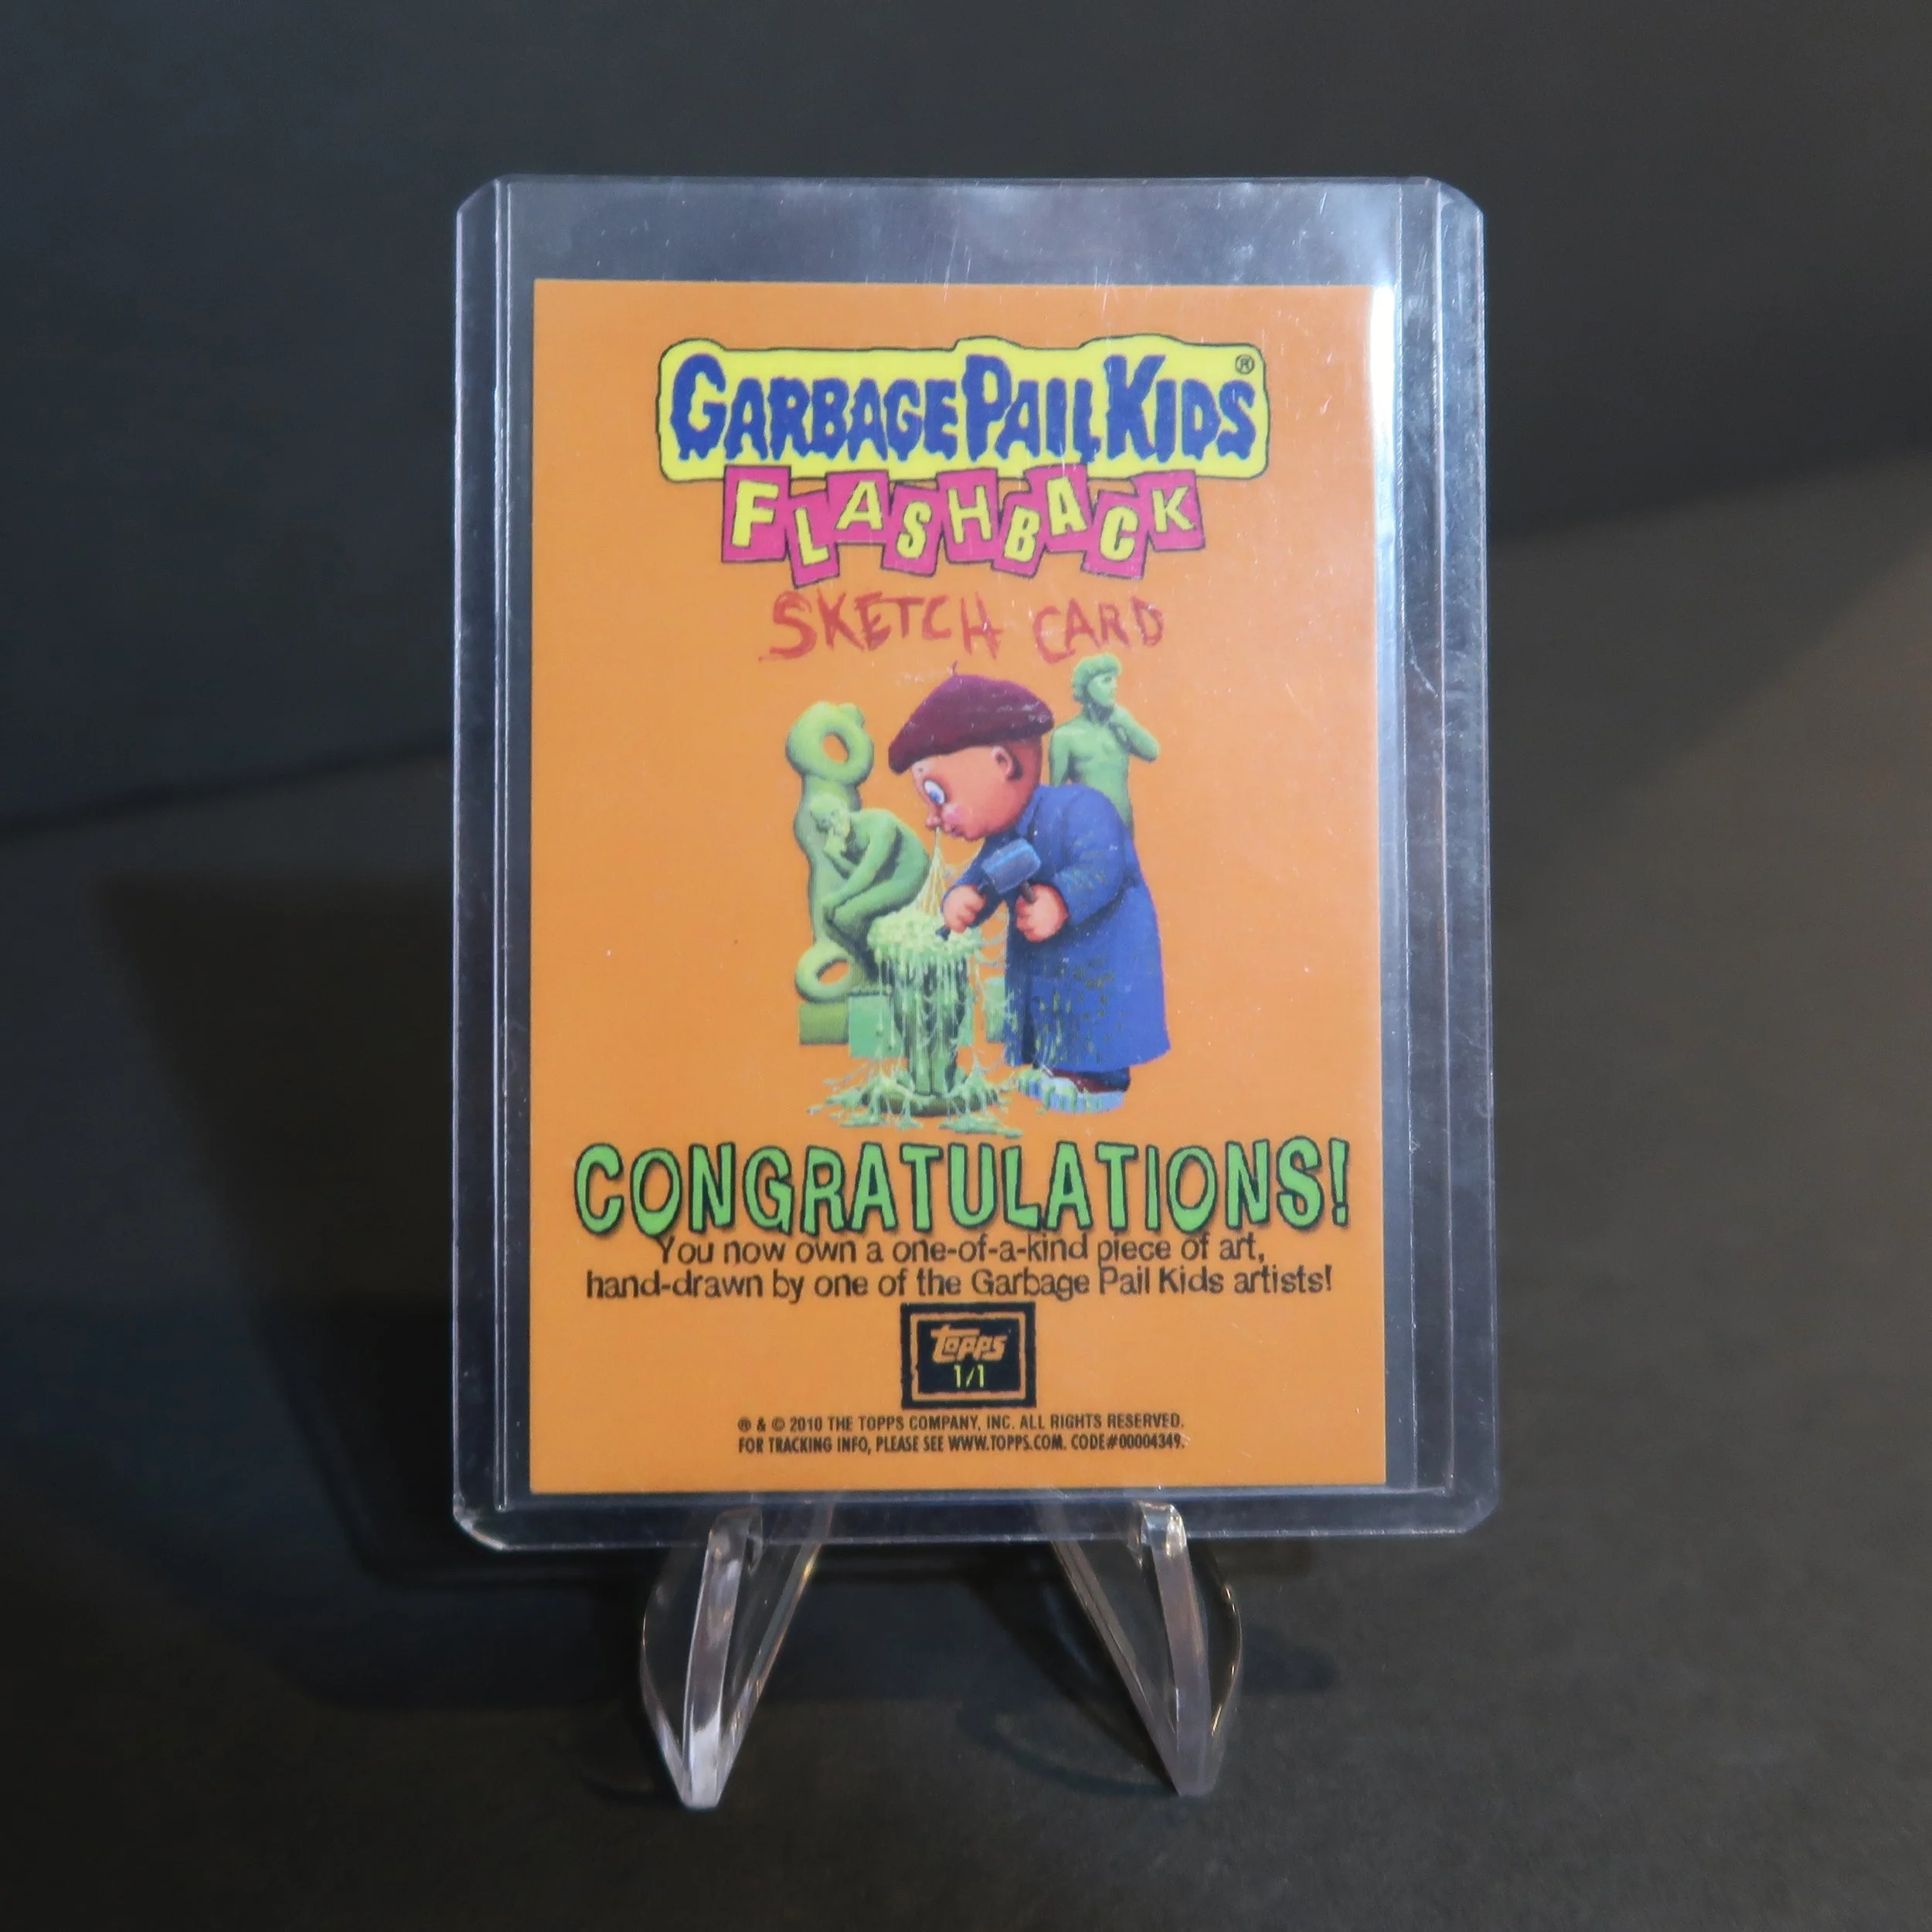 GARBAGE PAIL KIDS®
FLASHBACK
SKETCH CARD
CONGRATULATIONS!
You now own a one-of-a-kind piece of art,
hand-drawn by one of the Garbage Pail Kids artists!
topps
1/1
® & © 2010 THE TOPPS COMPANY, INC. ALL RIGHTS RESERVED.
FOR TRACKING INFO, PLEASE SEE WWW.TOPPS.COM. CODE#00004349.